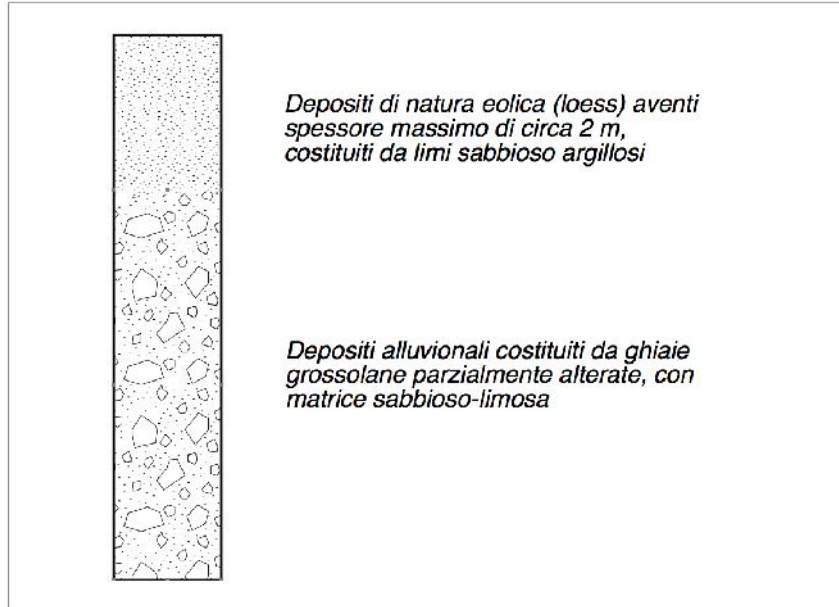 Depositi di natura eolica (loess) aventi
spessore massimo di circa 2 m,
costituiti da limi sabbioso argillosi
Depositi alluvionali costituiti da ghiaie
grossolane parzialmente alterate, con
matrice sabbioso-limosa